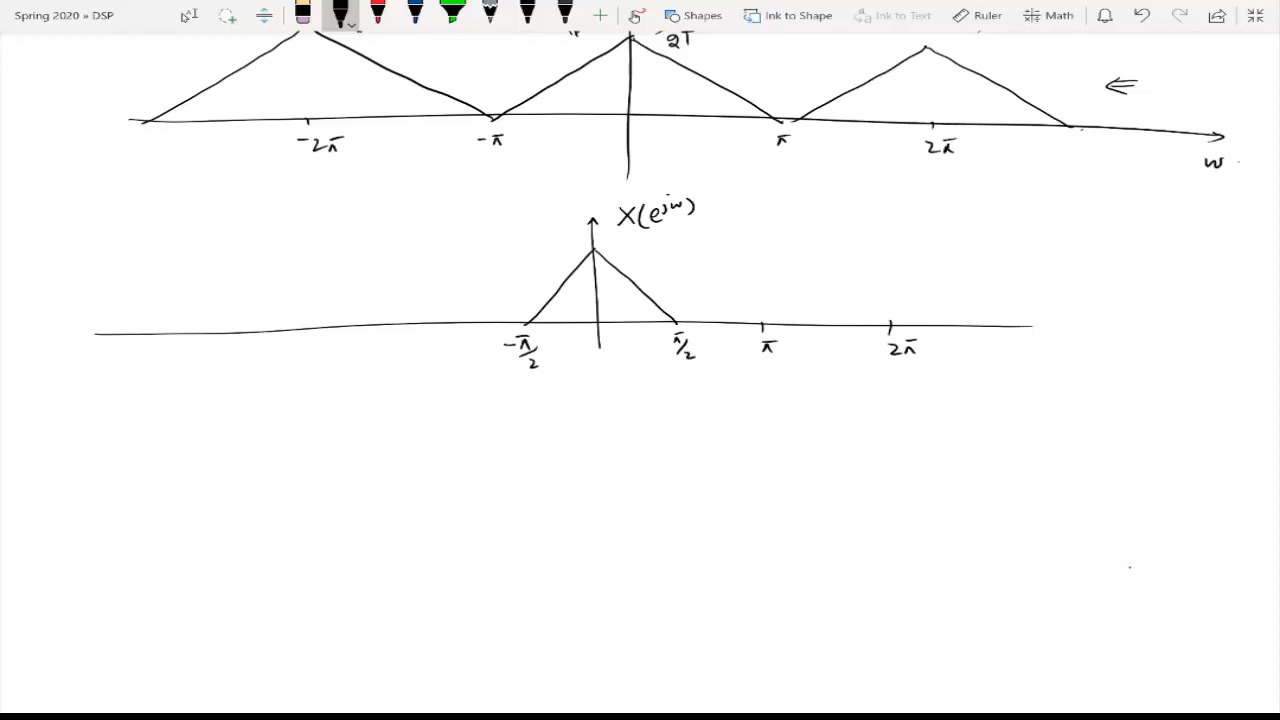 Spring 2020 » DSP Shapes Ink to Shape Ink to Text Ruler Math
2T
-2π -π π 2π
w
X(e^jw)
-π/2 π/2 π 2π